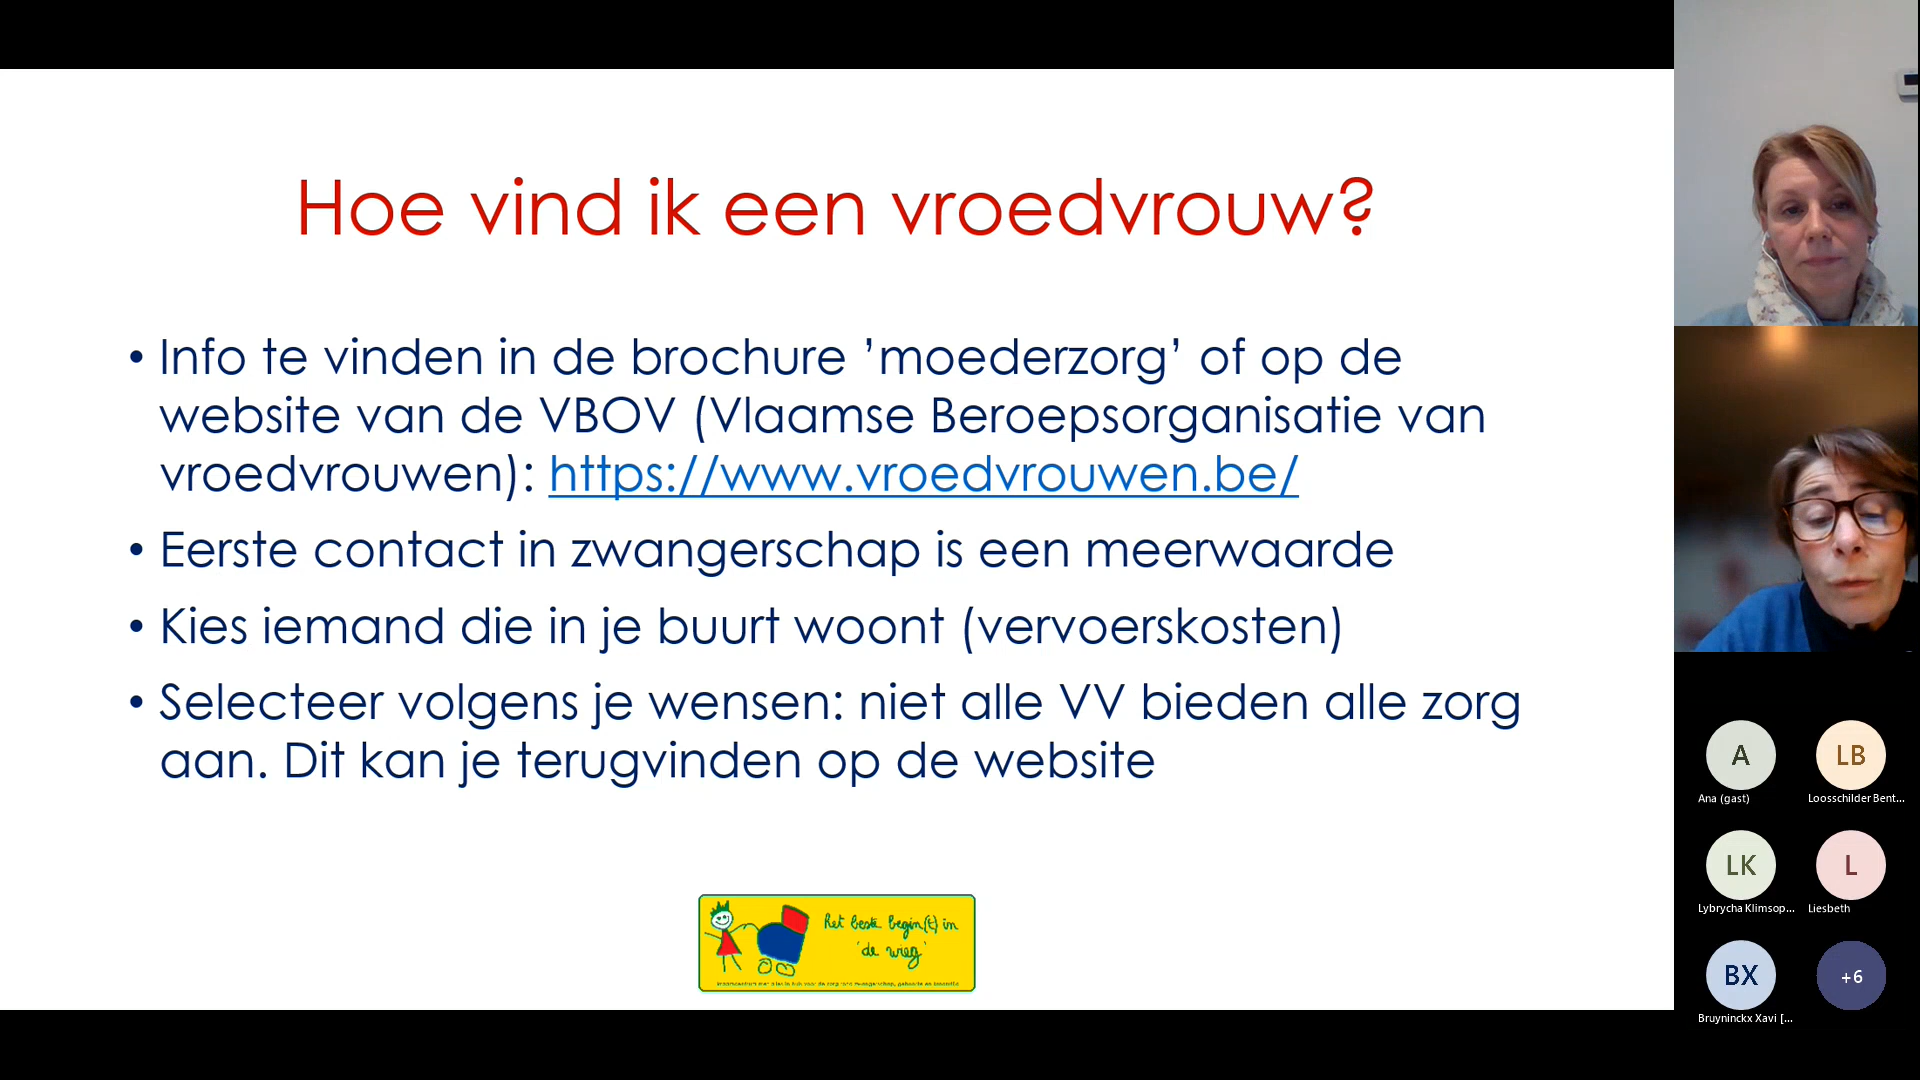 Hoe vind ik een vroedvrouw?
• Info te vinden in de brochure ’moederzorg’ of op de
website van de VBOV (Vlaamse Beroepsorganisatie van
vroedvrouwen): https://www.vroedvrouwen.be/
• Eerste contact in zwangerschap is een meerwaarde
• Kies iemand die in je buurt woont (vervoerskosten)
• Selecteer volgens je wensen: niet alle VV bieden alle zorg
aan. Dit kan je terugvinden op de website
Het beste begin(t) in
'de wieg'
A
Ana (gast)
LB
Loosschilder Bent...
LK
Lybrycha Klimsop...
L
Liesbeth
BX
Bruyninckx Xavi [...
+6